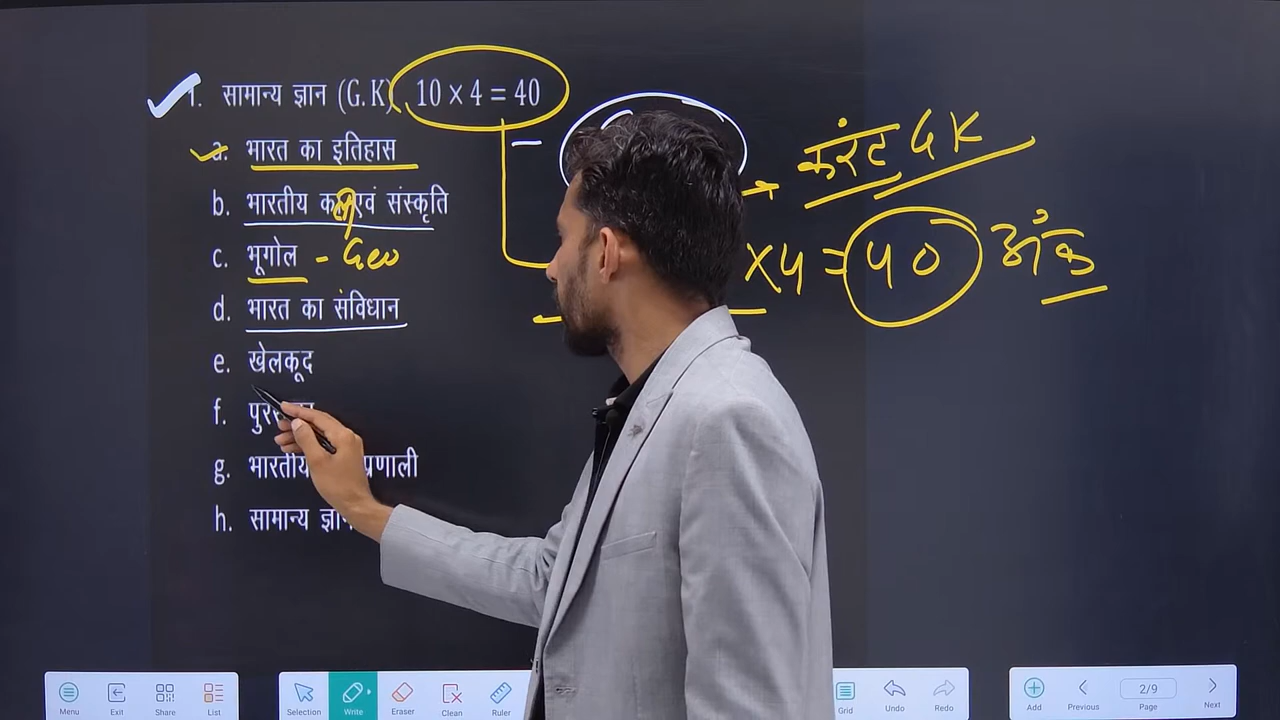 1. सामान्य ज्ञान (G.K) 10 × 4 = 40
करंट GK
a. भारत का इतिहास
b. भारतीय कला एवं संस्कृति
c. भूगोल - Geo
×4 = 40 अंक
d. भारत का संविधान
e. खेलकूद
f.
g. भारतीय प्रणाली
h. सामान्य
Menu Exit Share List Selection Write Eraser Clean Ruler Grid Undo Redo Add Previous 2/9 Page Next